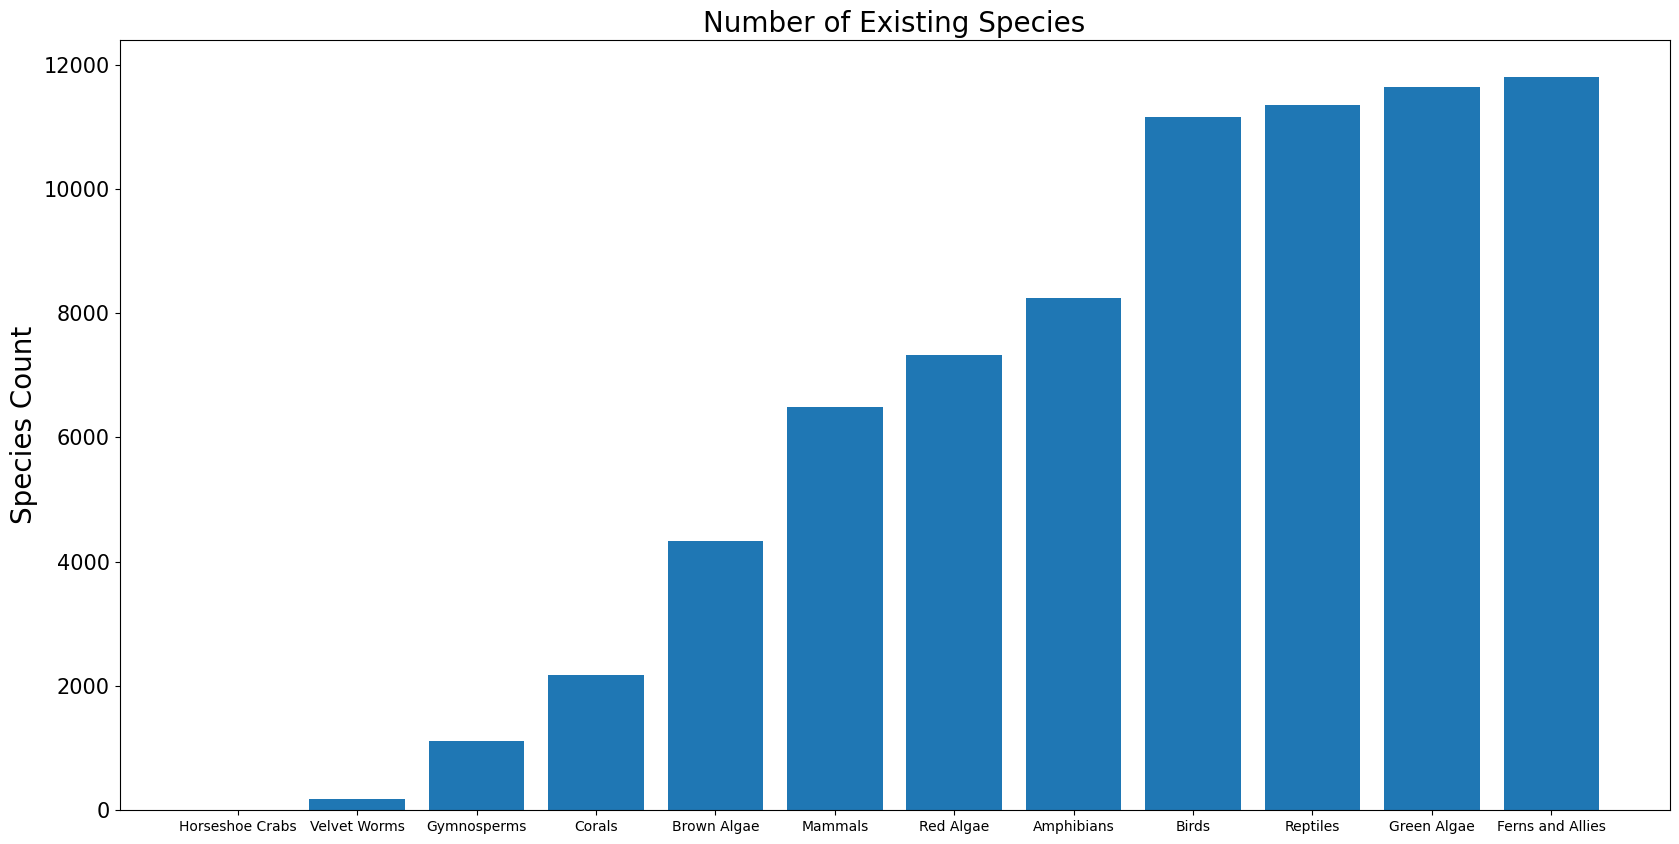 Number of Existing Species
Species Count
12000
10000
8000
6000
4000
2000
0
Horseshoe Crabs Velvet Worms Gymnosperms Corals Brown Algae Mammals Red Algae Amphibians Birds Reptiles Green Algae Ferns and Allies